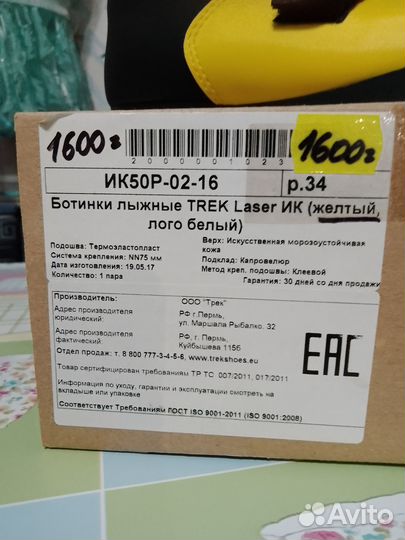 1600г
2000001023
1600г
ИК50Р-02-16
р.34
Ботинки лыжные TREK Laser ИК (желтый,
лого белый)
Подошва: Термоэластопласт
Система крепления: NN75 мм
Дата изготовления: 19.05.17
Количество: 1 пара
Верх: Искусственная морозоустойчивая
кожа
Подклад: Капровелюр
Метод креп. подошвы: Клеевой
Гарантия: 30 дней со дня продажи
Производитель:
ООО "Трек"
Адрес производителя
юридический:
РФ г.Пермь,
ул. Маршала Рыбалко. 32
Адрес производителя
фактический:
РФ г. Пермь,
Куйбышева 115б
Отдел продаж: т. 8 800 777-3-4-5-6, www.trekshoes.eu
Товар сертифицирован требованиям ТР ТС 007/2011, 017/2011
Информация по уходу, гарантии и эксплуатации смотреть на
вкладыше или упаковке
Соответствует Требованиям ГОСТ ISO 9001-2011 (ISO 9001:2008)
EAC
Avito